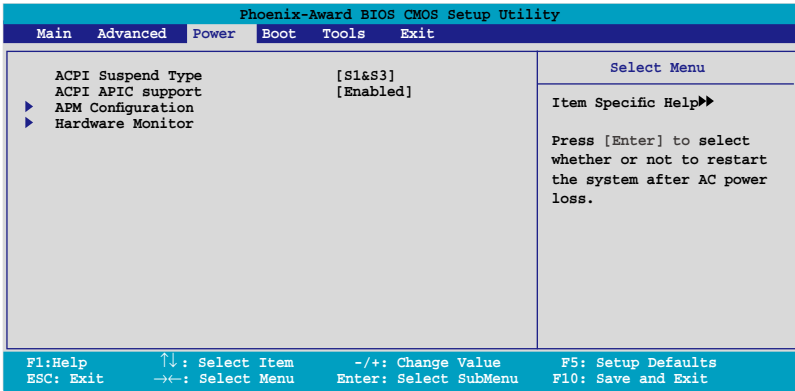 Phoenix-Award BIOS CMOS Setup Utility
Main Advanced Power Boot Tools Exit
ACPI Suspend Type [S1&S3]
ACPI APIC support [Enabled]
APM Configuration
Hardware Monitor
Select Menu
Item Specific Help
Press [Enter] to select
whether or not to restart
the system after AC power
loss.
F1:Help ↑↓: Select Item -/+: Change Value F5: Setup Defaults
ESC: Exit →←: Select Menu Enter: Select SubMenu F10: Save and Exit